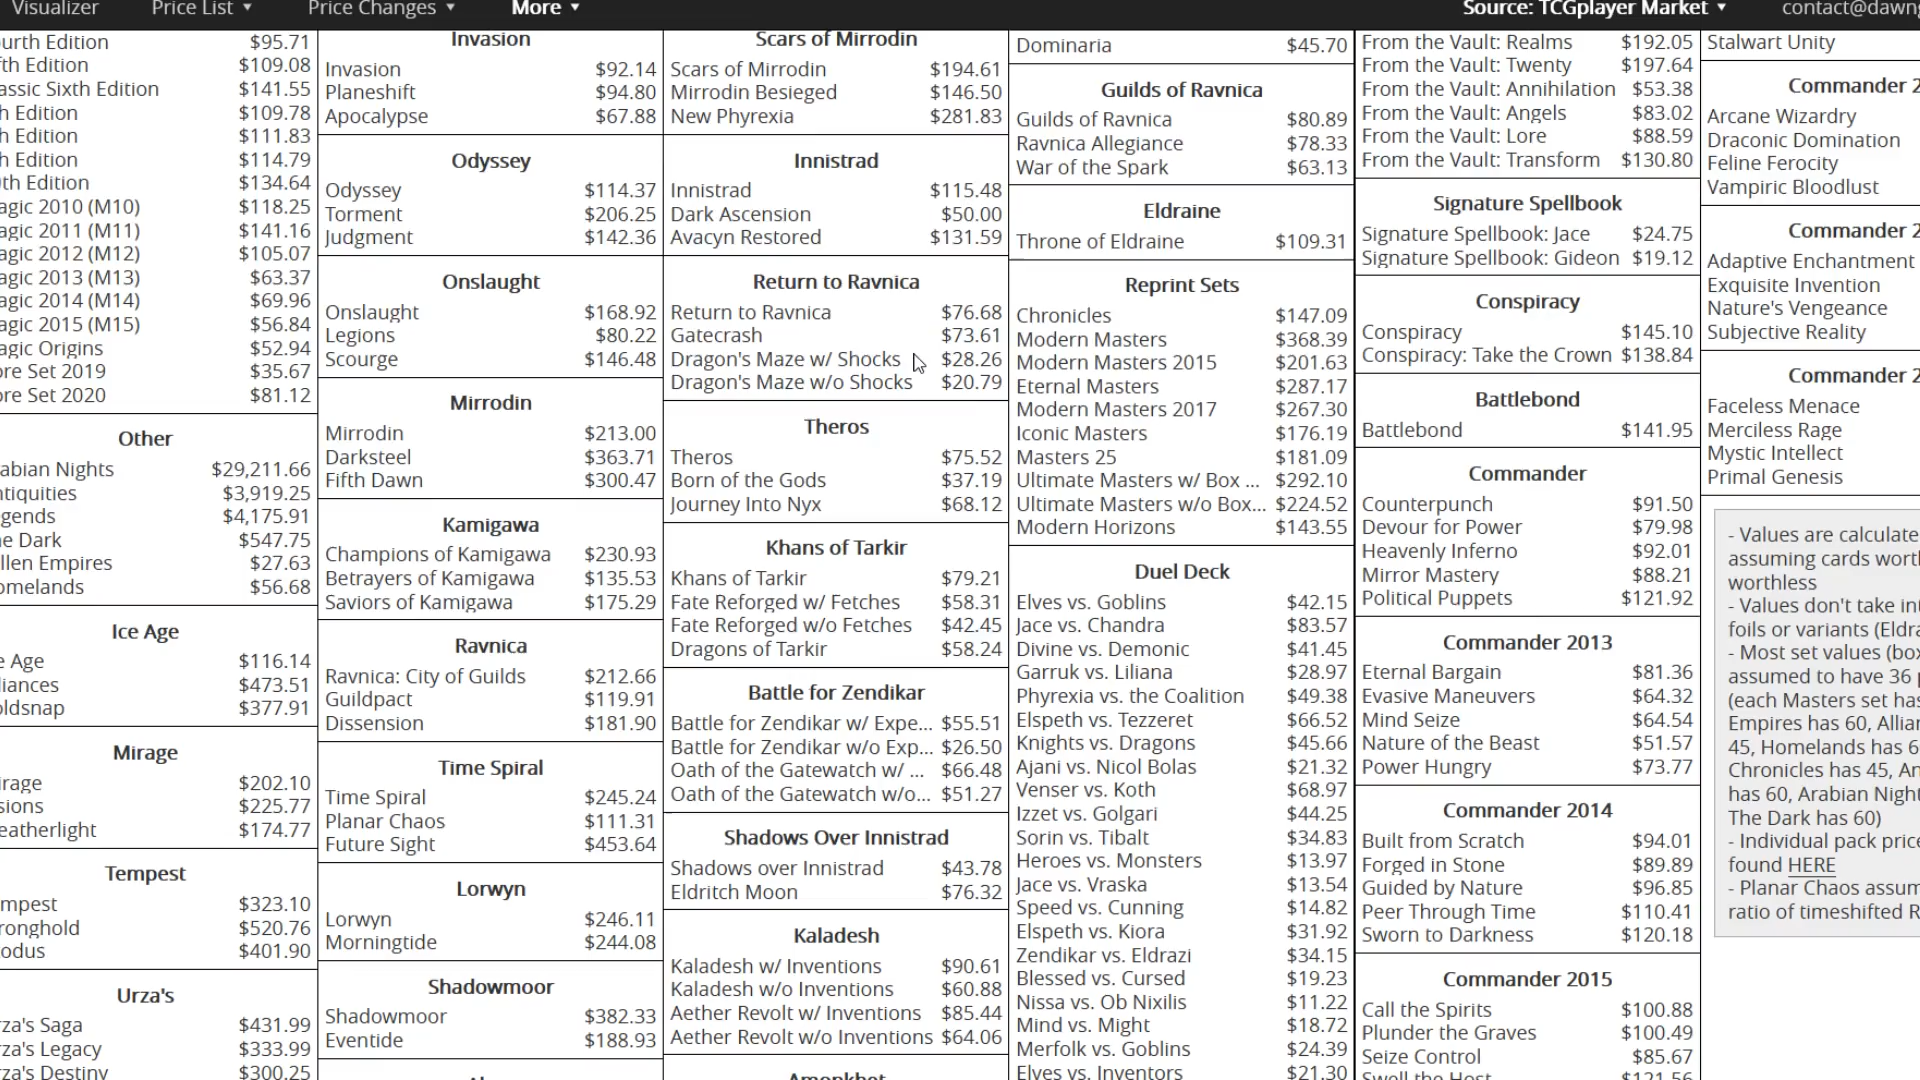 Visualizer
Price List ▼
Price Changes ▼
More ▼
Source: TCGplayer Market ▼
contact@dawng
ourth Edition $95.71
fth Edition $109.08
assic Sixth Edition $141.55
h Edition $109.78
h Edition $111.83
h Edition $114.79
th Edition $134.64
agic 2010 (M10) $118.25
agic 2011 (M11) $141.16
agic 2012 (M12) $105.07
agic 2013 (M13) $63.37
agic 2014 (M14) $69.96
agic 2015 (M15) $56.84
agic Origins $52.94
ore Set 2019 $35.67
ore Set 2020 $81.12
Other
abian Nights $29,211.66
ntiquities $3,919.25
gends $4,175.91
he Dark $547.75
llen Empires $27.63
omelands $56.68
Ice Age
e Age $116.14
liances $473.51
oldsnap $377.91
Mirage
irage $202.10
sions $225.77
eatherlight $174.77
Tempest
mpest $323.10
ronghold $520.76
odus $401.90
Urza's
rza's Saga $431.99
rza's Legacy $333.99
rza's Destiny $300.25
Invasion
Invasion $92.14
Planeshift $94.80
Apocalypse $67.88
Odyssey
Odyssey $114.37
Torment $206.25
Judgment $142.36
Onslaught
Onslaught $168.92
Legions $80.22
Scourge $146.48
Mirrodin
Mirrodin $213.00
Darksteel $363.71
Fifth Dawn $300.47
Kamigawa
Champions of Kamigawa $230.93
Betrayers of Kamigawa $135.53
Saviors of Kamigawa $175.29
Ravnica
Ravnica: City of Guilds $212.66
Guildpact $119.91
Dissension $181.90
Time Spiral
Time Spiral $245.24
Planar Chaos $111.31
Future Sight $453.64
Lorwyn
Lorwyn $246.11
Morningtide $244.08
Shadowmoor
Shadowmoor $382.33
Eventide $188.93
Scars of Mirrodin
Scars of Mirrodin $194.61
Mirrodin Besieged $146.50
New Phyrexia $281.83
Innistrad
Innistrad $115.48
Dark Ascension $50.00
Avacyn Restored $131.59
Return to Ravnica
Return to Ravnica $76.68
Gatecrash $73.61
Dragon's Maze w/ Shocks $28.26
Dragon's Maze w/o Shocks $20.79
Theros
Theros $75.52
Born of the Gods $37.19
Journey Into Nyx $68.12
Khans of Tarkir
Khans of Tarkir $79.21
Fate Reforged w/ Fetches $58.31
Fate Reforged w/o Fetches $42.45
Dragons of Tarkir $58.24
Battle for Zendikar
Battle for Zendikar w/ Expe... $55.51
Battle for Zendikar w/o Exp... $26.50
Oath of the Gatewatch w/ ... $66.48
Oath of the Gatewatch w/o... $51.27
Shadows Over Innistrad
Shadows over Innistrad $43.78
Eldritch Moon $76.32
Kaladesh
Kaladesh w/ Inventions $90.61
Kaladesh w/o Inventions $60.88
Aether Revolt w/ Inventions $85.44
Aether Revolt w/o Inventions $64.06
Amonkhet
Dominaria $45.70
Guilds of Ravnica
Guilds of Ravnica $80.89
Ravnica Allegiance $78.33
War of the Spark $63.13
Eldraine
Throne of Eldraine $109.31
Reprint Sets
Chronicles $147.09
Modern Masters $368.39
Modern Masters 2015 $201.63
Eternal Masters $287.17
Modern Masters 2017 $267.30
Iconic Masters $176.19
Masters 25 $181.09
Ultimate Masters w/ Box ... $292.10
Ultimate Masters w/o Box... $224.52
Modern Horizons $143.55
Duel Deck
Elves vs. Goblins $42.15
Jace vs. Chandra $83.57
Divine vs. Demonic $41.45
Garruk vs. Liliana $28.97
Phyrexia vs. the Coalition $49.38
Elspeth vs. Tezzeret $66.52
Knights vs. Dragons $45.66
Ajani vs. Nicol Bolas $21.32
Venser vs. Koth $68.97
Izzet vs. Golgari $44.25
Sorin vs. Tibalt $34.83
Heroes vs. Monsters $13.97
Jace vs. Vraska $13.54
Speed vs. Cunning $14.82
Elspeth vs. Kiora $31.92
Zendikar vs. Eldrazi $34.15
Blessed vs. Cursed $19.23
Nissa vs. Ob Nixilis $11.22
Mind vs. Might $18.72
Merfolk vs. Goblins $24.39
Elves vs. Inventors $21.30
From the Vault: Realms $192.05
From the Vault: Twenty $197.64
From the Vault: Annihilation $53.38
From the Vault: Angels $83.02
From the Vault: Lore $88.59
From the Vault: Transform $130.80
Signature Spellbook
Signature Spellbook: Jace $24.75
Signature Spellbook: Gideon $19.12
Conspiracy
Conspiracy $145.10
Conspiracy: Take the Crown $138.84
Battlebond
Battlebond $141.95
Commander
Counterpunch $91.50
Devour for Power $79.98
Heavenly Inferno $92.01
Mirror Mastery $88.21
Political Puppets $121.92
Commander 2013
Eternal Bargain $81.36
Evasive Maneuvers $64.32
Mind Seize $64.54
Nature of the Beast $51.57
Power Hungry $73.77
Commander 2014
Built from Scratch $94.01
Forged in Stone $89.89
Guided by Nature $96.85
Peer Through Time $110.41
Sworn to Darkness $120.18
Commander 2015
Call the Spirits $100.88
Plunder the Graves $100.49
Seize Control $85.67
Swell the Host $121.56
Stalwart Unity
Commander 2
Arcane Wizardry
Draconic Domination
Feline Ferocity
Vampiric Bloodlust
Commander 2
Adaptive Enchantment
Exquisite Invention
Nature's Vengeance
Subjective Reality
Commander 2
Faceless Menace
Merciless Rage
Mystic Intellect
Primal Genesis
- Values are calculate
assuming cards wort
worthless
- Values don't take int
foils or variants (Eldra
- Most set values (box
assumed to have 36 p
(each Masters set has
Empires has 60, Allian
45, Homelands has 6
Chronicles has 45, An
has 60, Arabian Night
The Dark has 60)
- Individual pack price
found HERE
- Planar Chaos assum
ratio of timeshifted R